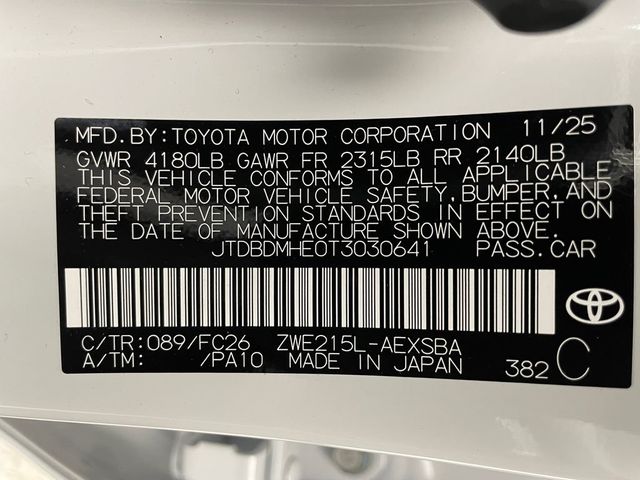 MFD.BY:TOYOTA MOTOR CORPORATION 11/25
GVWR 4180LB GAWR FR 2315LB RR 2140LB
THIS VEHICLE CONFORMS TO ALL APPLICABLE
FEDERAL MOTOR VEHICLE SAFETY,BUMPER,AND
THEFT PREVENTION STANDARDS IN EFFECT ON
THE DATE OF MANUFACTURE SHOWN ABOVE.
JTDBDMHE0T3030641 PASS.CAR
C/TR:089/FC26 ZWE215L-AEXSBA
A/TM: /PA10 MADE IN JAPAN 382 C